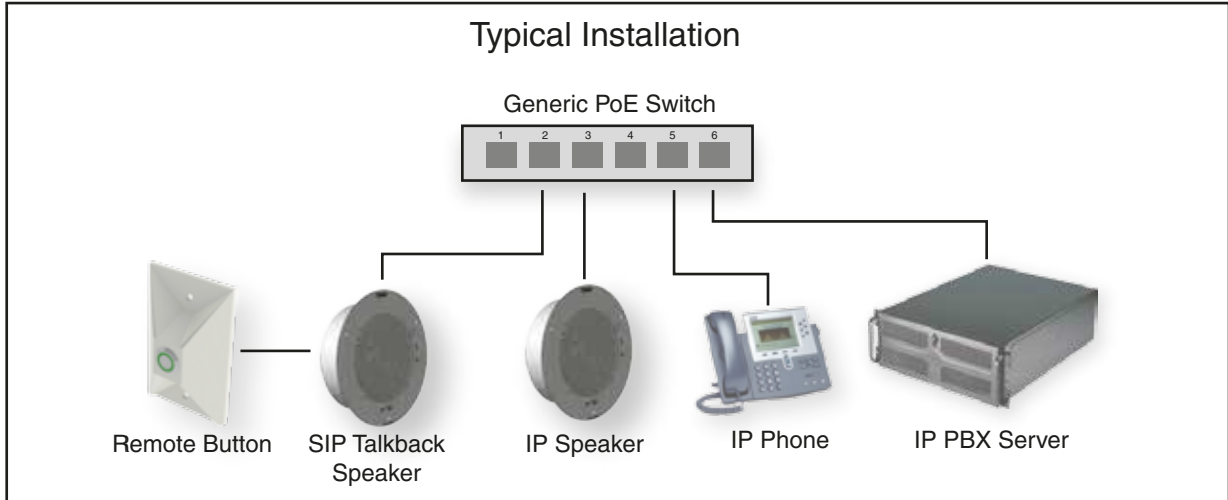 Typical Installation
Generic PoE Switch
1 2 3 4 5 6
Remote Button
SIP Talkback
Speaker
IP Speaker
IP Phone
IP PBX Server